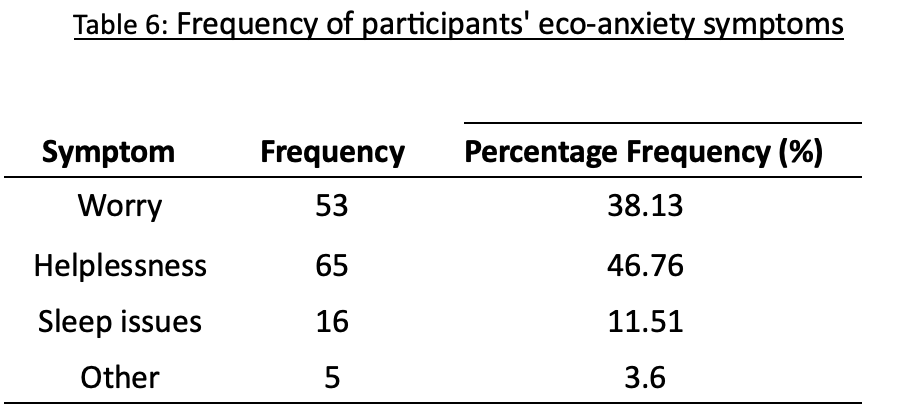 Table 6: Frequency of participants' eco-anxiety symptoms
Symptom Frequency Percentage Frequency (%)
Worry 53 38.13
Helplessness 65 46.76
Sleep issues 16 11.51
Other 5 3.6